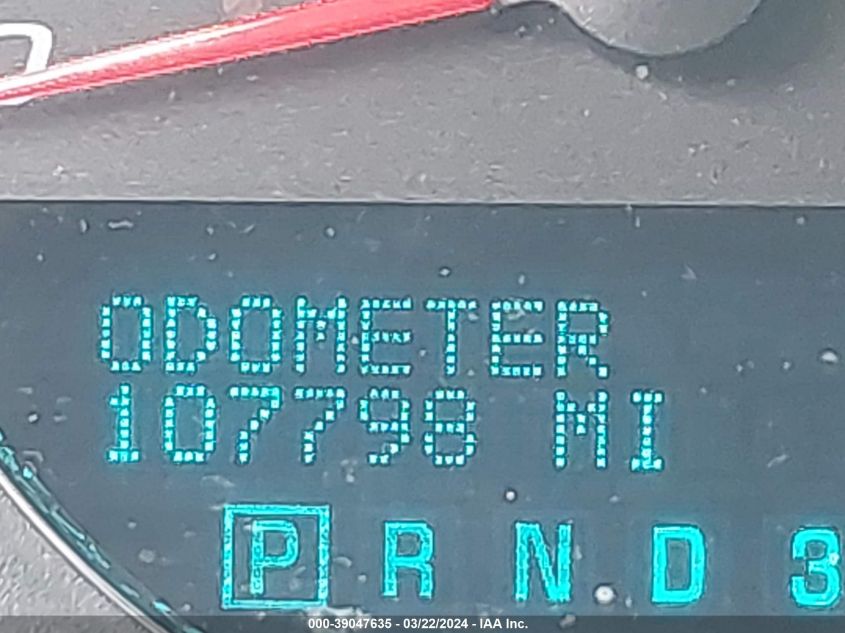 ODOMETER
107798 MI
P R N D 3
000-39047635 - 03/22/2024 - IAA Inc.